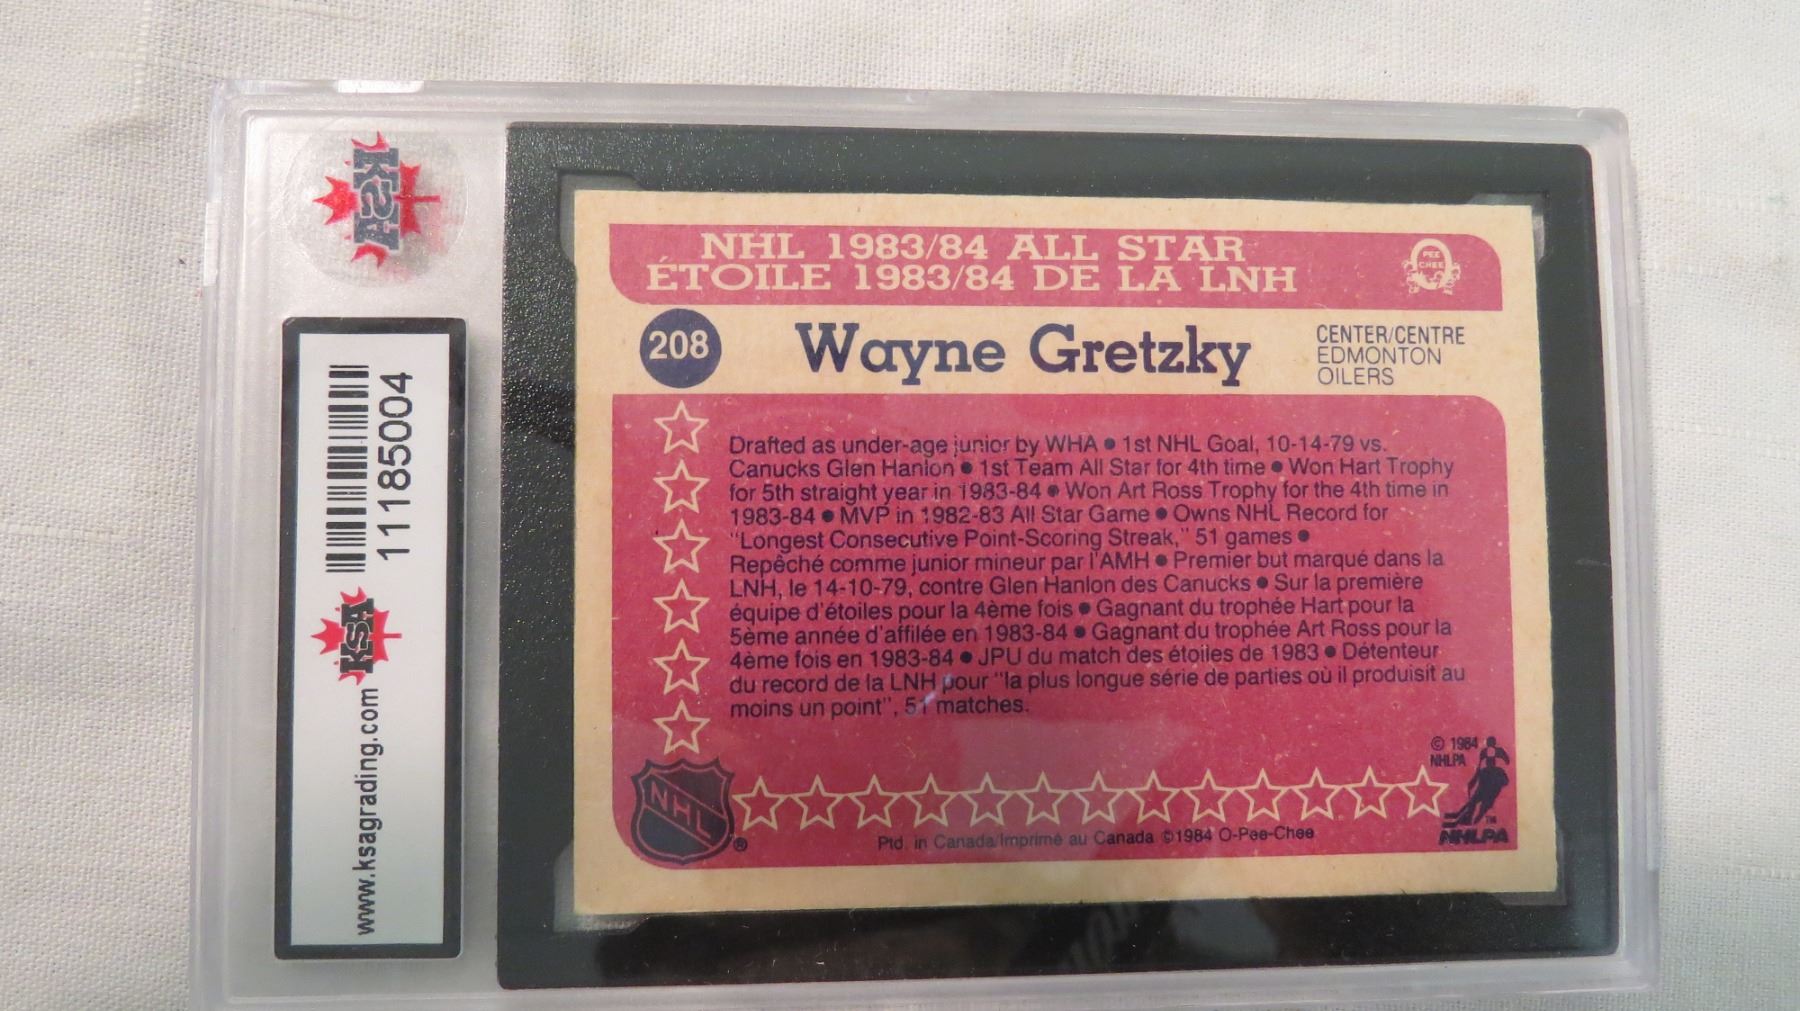 KSA
11185004
KSA
www.ksagrading.com
NHL 1983/84 ALL STAR
ÉTOILE 1983/84 DE LA LNH
O
PEE
CHEE
208
Wayne Gretzky
CENTER/CENTRE
EDMONTON
OILERS
Drafted as under-age junior by WHA ● 1st NHL Goal, 10-14-79 vs.
Canucks Glen Hanlon ● 1st Team All Star for 4th time ● Won Hart Trophy
for 5th straight year in 1983-84 ● Won Art Ross Trophy for the 4th time in
1983-84 ● MVP in 1982-83 All Star Game ● Owns NHL Record for
"Longest Consecutive Point-Scoring Streak," 51 games ●
Repêché comme junior mineur par l'AMH ● Premier but marqué dans la
LNH, le 14-10-79, contre Glen Hanlon des Canucks ● Sur la première
équipe d'étoiles pour la 4ème fois ● Gagnant du trophée Hart pour la
5ème année d'affilée en 1983-84 ● Gagnant du trophée Art Ross pour la
4ème fois en 1983-84 ● JPU du match des étoiles de 1983 ● Détenteur
du record de la LNH pour "la plus longue série de parties où il produisit au
moins un point", 51 matches.
© 1984
NHLPA
NHL
®
TM
NHLPA
Ptd. in Canada/Imprimé au Canada ©1984 O-Pee-Chee